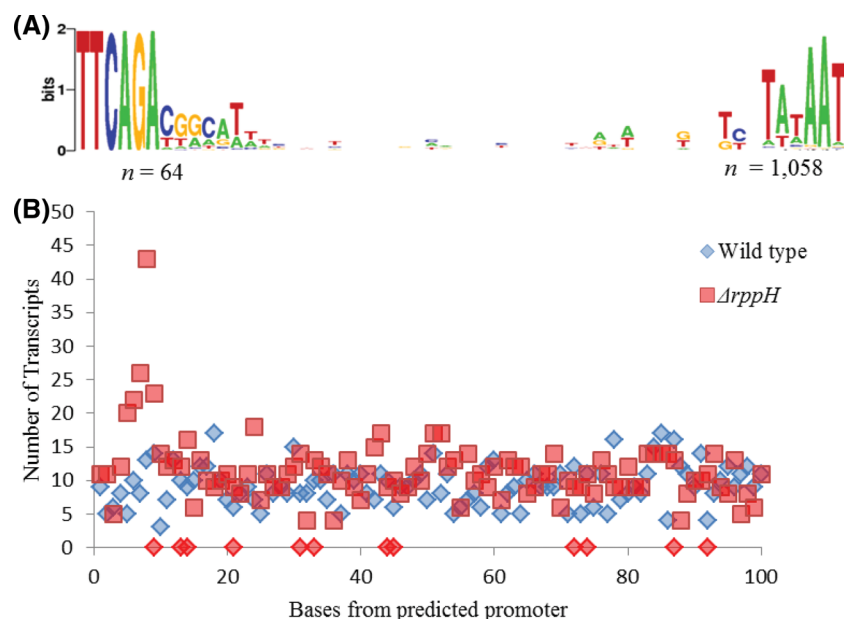 (A)
2
bits
1
0
TTCAGACGGCAT
TC TATAAT
n = 64
n = 1,058
(B)
50
45
40
35
30
25
20
15
10
5
0
Number of Transcripts
Wild type
ΔrppH
0 20 40 60 80 100
Bases from predicted promoter